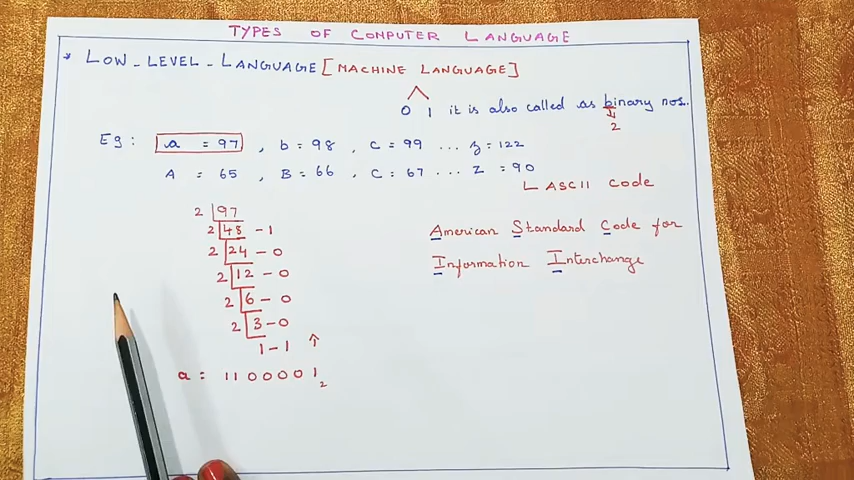 TYPES OF COMPUTER LANGUAGE
* LOW-LEVEL-LANGUAGE [MACHINE LANGUAGE]
0 1 it is also called as binary nos.
2
Eg: a = 97, b = 98, c = 99 ... z = 122
A = 65, B = 66, C = 67 ... Z = 90
ASCII Code
American Standard Code for
Information Interchange
2 97
2 48 - 1
2 24 - 0
2 12 - 0
2 6 - 0
2 3 - 0
1 - 1 ↑
a = 1100001₂